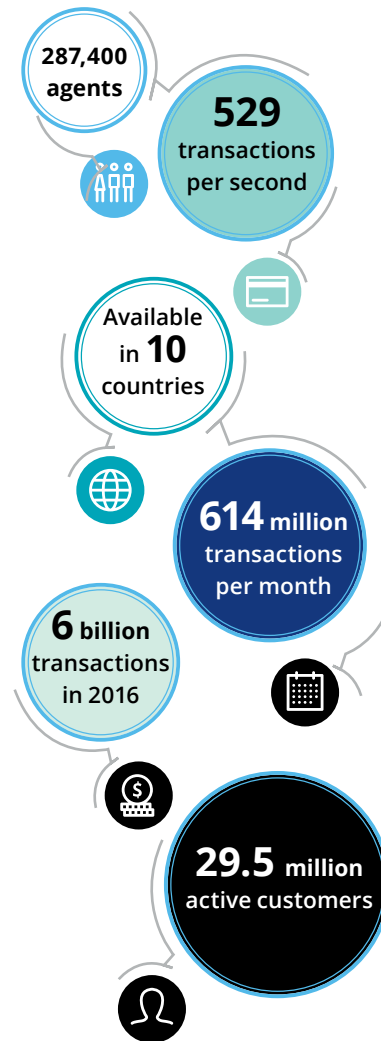 287,400
agents
529
transactions
per second
Available
in 10
countries
614 million
transactions
per month
6 billion
transactions
in 2016
$
29.5 million
active customers